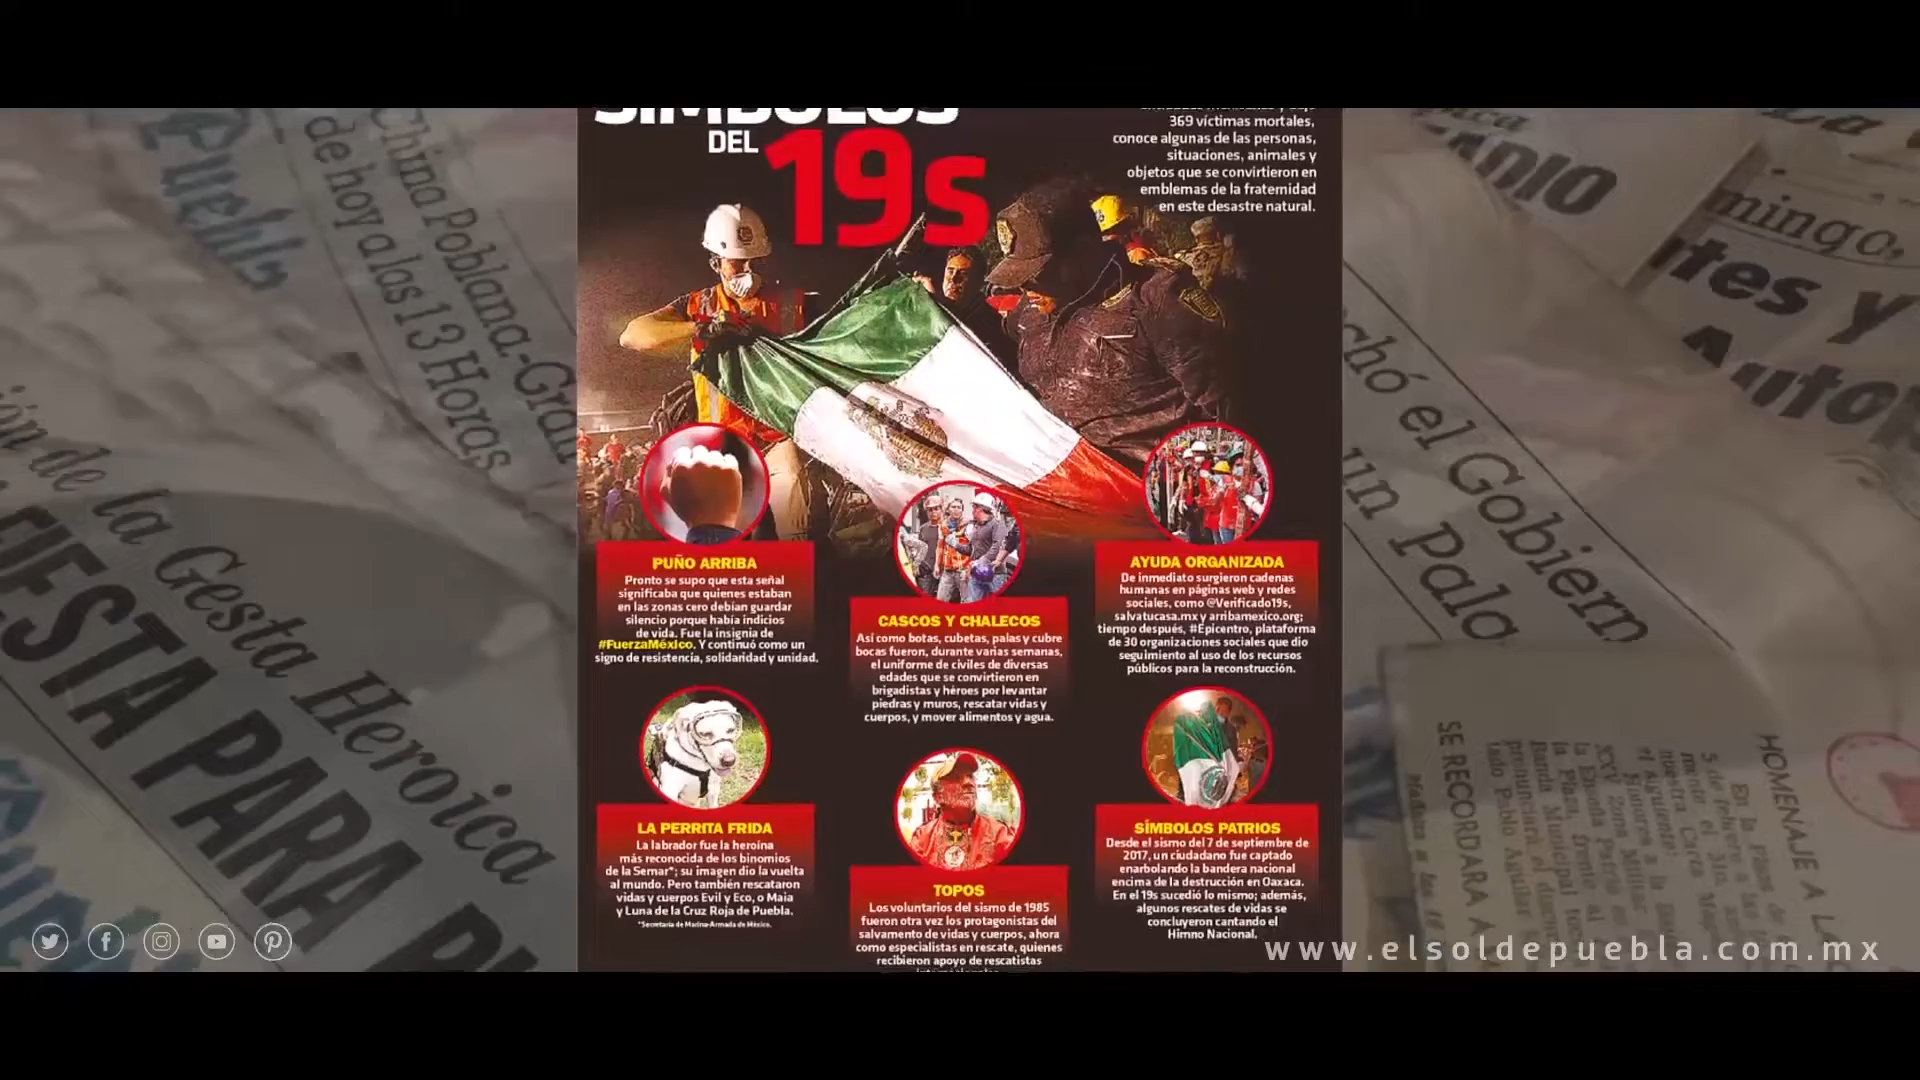 SÍMBOLOS
DEL
19s
369 víctimas mortales,
conoce algunas de las personas,
situaciones, animales y
objetos que se convirtieron en
emblemas de la fraternidad
en este desastre natural.
PUÑO ARRIBA
Pronto se supo que esta señal
significaba que quienes estaban
en las zonas cero debían guardar
silencio porque había indicios
de vida. Fue la insignia de
#FuerzaMéxico. Y continuó como un
signo de resistencia, solidaridad y unidad.
CASCOS Y CHALECOS
Así como botas, cubetas, palas y cubre
bocas fueron, durante varias semanas,
el uniforme de civiles de diversas
edades que se convirtieron en
brigadistas y héroes por levantar
piedras y muros, rescatar vidas y
cuerpos, y mover alimentos y agua.
AYUDA ORGANIZADA
De inmediato surgieron cadenas
humanas en páginas web y redes
sociales, como @Verificado19s,
salvatucasa.mx y arribamexico.org;
tiempo después, #Epicentro, plataforma
de 30 organizaciones sociales que dio
seguimiento al uso de los recursos
públicos para la reconstrucción.
LA PERRITA FRIDA
La labrador fue la heroína
más reconocida de los binomios
de la Semar*; su imagen dio la vuelta
al mundo. Pero también rescataron
vidas y cuerpos Evil y Eco, o Maia
y Luna de la Cruz Roja de Puebla.
*Secretaría de Marina-Armada de México.
TOPOS
Los voluntarios del sismo de 1985
fueron otra vez los protagonistas del
salvamento de vidas y cuerpos, ahora
como especialistas en rescate, quienes
recibieron apoyo de rescatistas
SÍMBOLOS PATRIOS
Desde el sismo del 7 de septiembre de
2017, un ciudadano fue captado
enarbolando la bandera nacional
encima de la destrucción en Oaxaca.
En el 19s sucedió lo mismo; además,
algunos rescates de vidas se
concluyeron cantando el
Himno Nacional.
www.elsoldepuebla.com.mx
Puebla
China Poblana-Gran
de hoy a las 13 Horas
ión de la Gesta Heroica
FIESTA PARA
mingo,
tes y
Auto
chó el Gobiern
un Palo
HOMENAJE A L
SE RECORDARA A